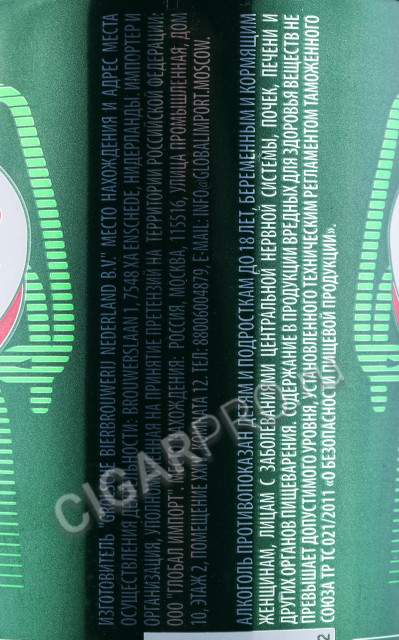 ИЗГОТОВИТЕЛЬ "GROLSCHE BIERBROUWERIJ NEDERLAND B.V." МЕСТО НАХОЖДЕНИЯ И АДРЕС МЕСТА
ОСУЩЕСТВЛЕНИЯ ДЕЯТЕЛЬНОСТИ: BROUWERSLAAN 1. 7548 XA ENSCHEDE, НИДЕРЛАНДЫ. ИМПОРТЕР И
ОРГАНИЗАЦИЯ, УПОЛНОМОЧЕННАЯ НА ПРИНЯТИЕ ПРЕТЕНЗИЙ НА ТЕРРИТОРИИ РОССИЙСКОЙ ФЕДЕРАЦИИ:
ООО "ГЛОБАЛ ИМПОРТ". МЕСТО НАХОЖДЕНИЯ: РОССИЯ, МОСКВА, 115516, УЛИЦА ПРОМЫШЛЕННАЯ, ДОМ
10, ЭТАЖ 2, ПОМЕЩЕНИЕ КОМНАТА 12. ТЕЛ: 88006004879, E-MAIL: INFO@GLOBALIMPORT.MOSCOW.
АЛКОГОЛЬ ПРОТИВОПОКАЗАН ДЕТЯМ И ПОДРОСТКАМ ДО 18 ЛЕТ, БЕРЕМЕННЫМ И КОРМЯЩИМ
ЖЕНЩИНАМ, ЛИЦАМ С ЗАБОЛЕВАНИЯМИ ЦЕНТРАЛЬНОЙ НЕРВНОЙ СИСТЕМЫ, ПОЧЕК, ПЕЧЕНИ И
ДРУГИХ ОРГАНОВ ПИЩЕВАРЕНИЯ. СОДЕРЖАНИЕ В ПРОДУКЦИИ ВРЕДНЫХ ДЛЯ ЗДОРОВЬЯ ВЕЩЕСТВ НЕ
ПРЕВЫШАЕТ ДОПУСТИМОГО УРОВНЯ, УСТАНОВЛЕННОГО ТЕХНИЧЕСКИМ РЕГЛАМЕНТОМ ТАМОЖЕННОГО
СОЮЗА ТР ТС 021/2011 «О БЕЗОПАСНОСТИ ПИЩЕВОЙ ПРОДУКЦИИ».
2
CIGARPRO.RU